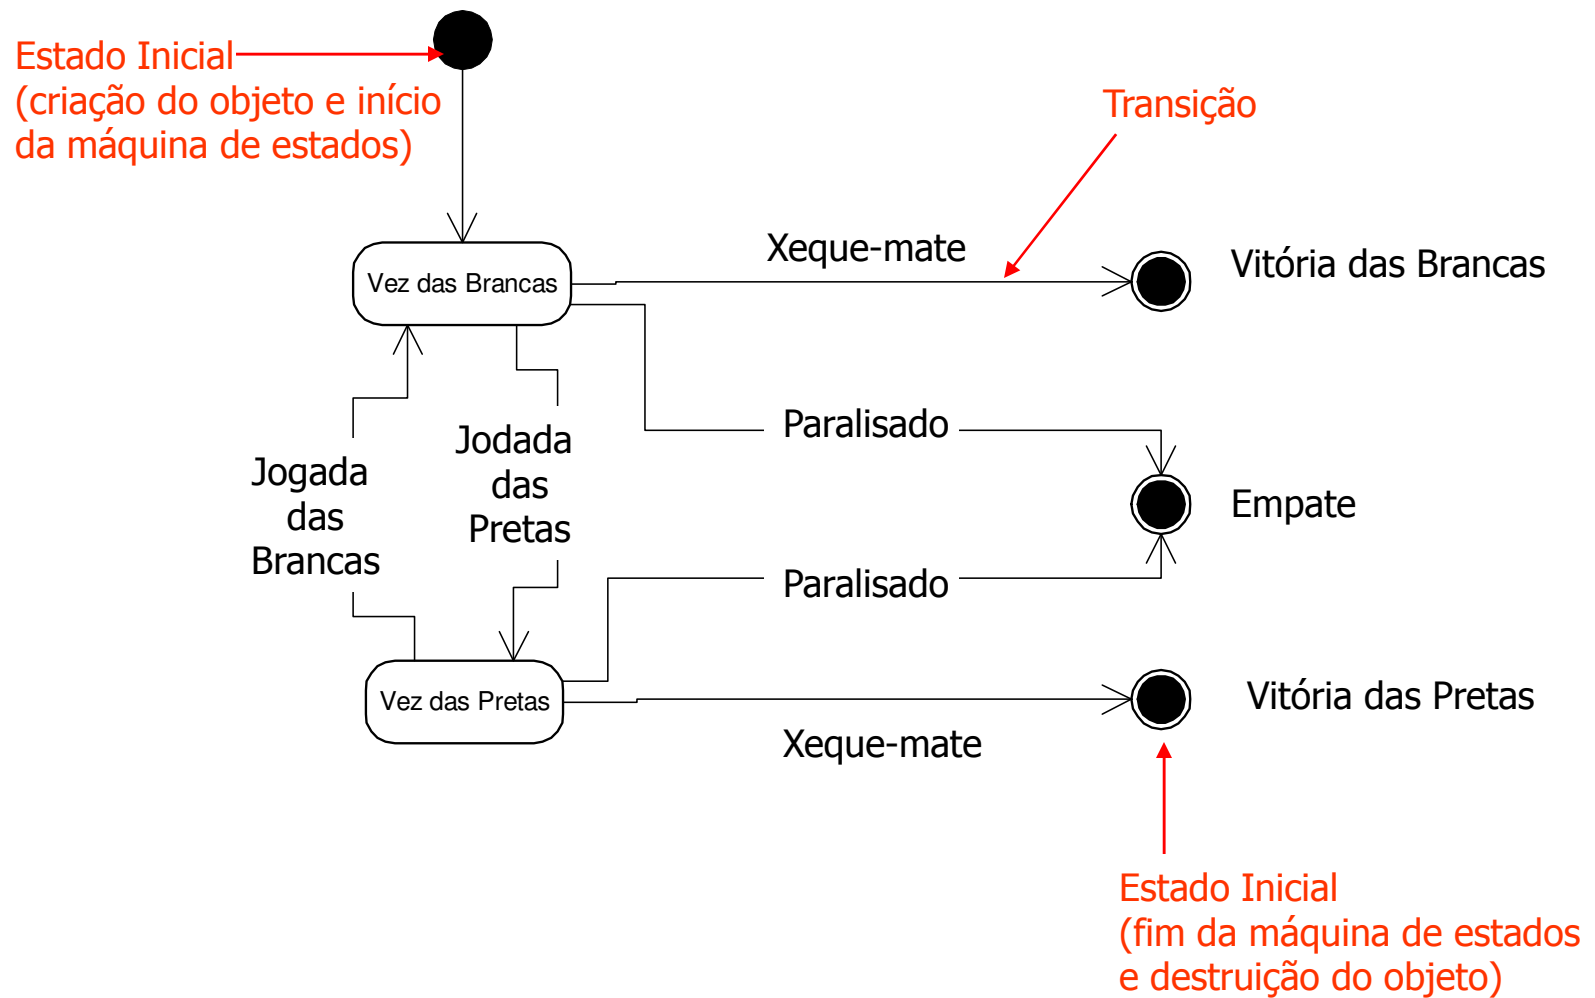 Estado Inicial
(criação do objeto e início
da máquina de estados)
Transição
Xeque-mate
Vitória das Brancas
Vez das Brancas
Paralisado
Jodada
das
Pretas
Jogada
das
Brancas
Empate
Paralisado
Vez das Pretas
Vitória das Pretas
Xeque-mate
Estado Inicial
(fim da máquina de estados
e destruição do objeto)